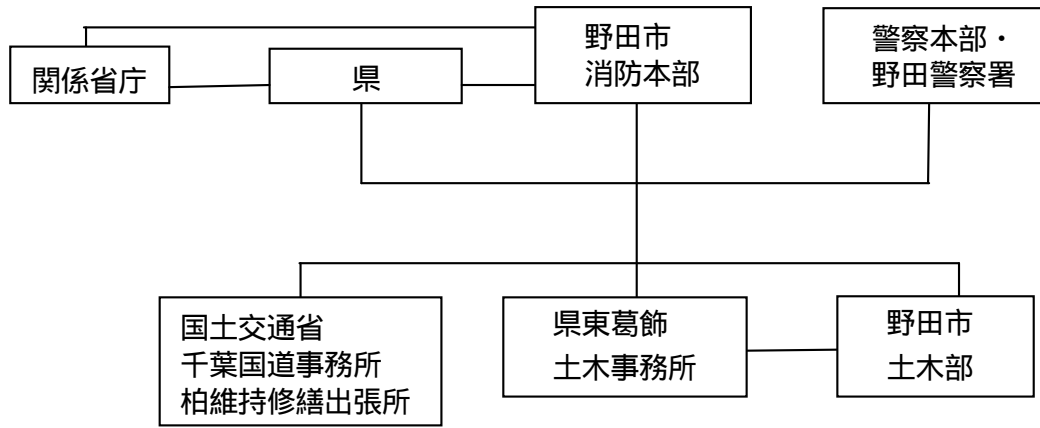 関係省庁
県
野田市
消防本部
警察本部・
野田警察署
国土交通省
千葉国道事務所
柏維持修繕出張所
県東葛飾
土木事務所
野田市
土木部